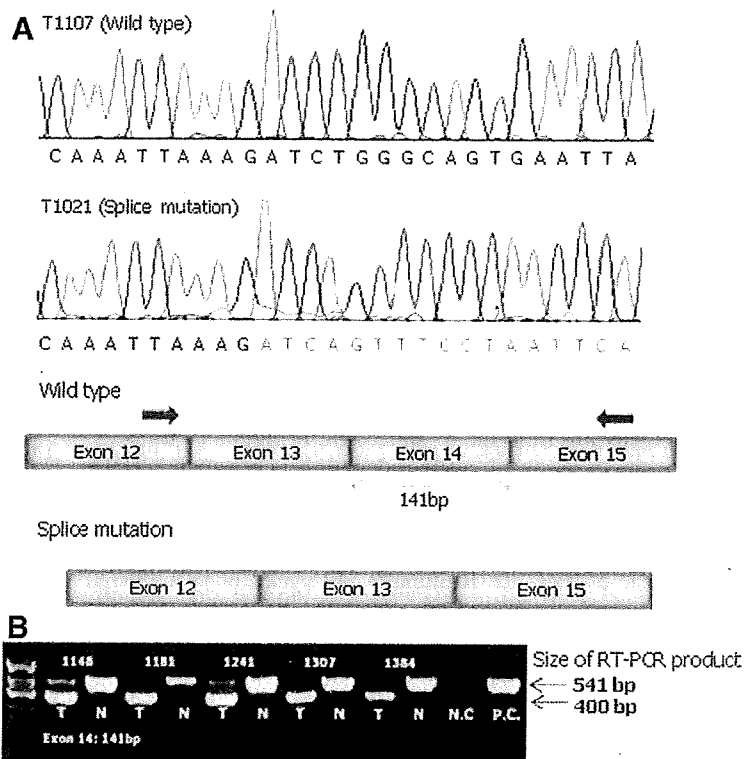 A
T1107 (Wild type)
C A A A T T A A A G A T C T G G G C A G T G A A T T A
T1021 (Splice mutation)
C A A A T T A A A G A T C A G T T T C C T A A T T C A
Wild type
Exon 12 Exon 13 Exon 14 Exon 15
141bp
Splice mutation
Exon 12 Exon 13 Exon 15
B
1148 1181 1241 1307 1384
Size of RT-PCR product
541 bp
400 bp
T N T N T N T N T N N.C P.C.
Exon 14: 141bp